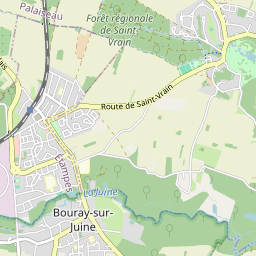 Palaiseau
Forêt régionale
de Saint-
Vrain
Route de Saint-Vrain
Étampes
La Juine
Bouray-sur-
Juine